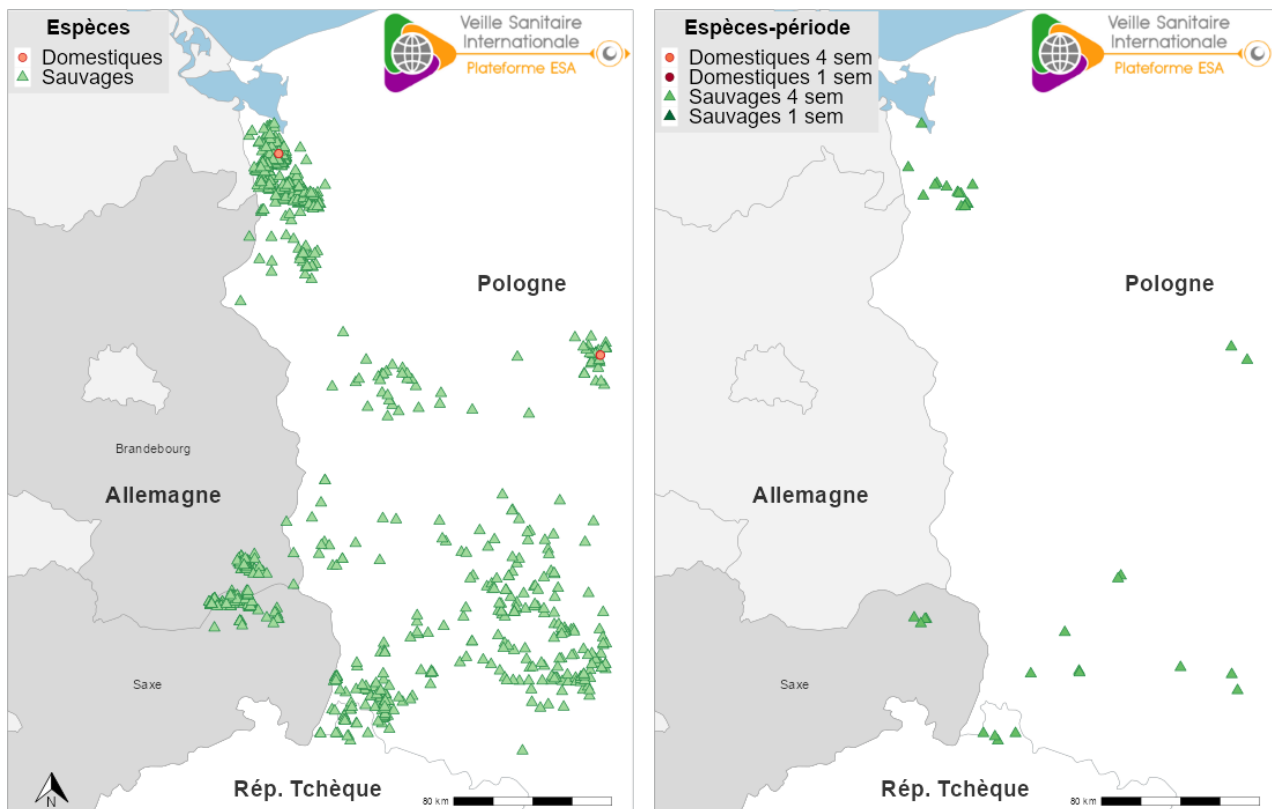 Espèces
Domestiques
Sauvages
Veille Sanitaire
Internationale
Plateforme ESA
Pologne
Brandebourg
Allemagne
Saxe
Rép. Tchèque
N
80 km
Espèces-période
Domestiques 4 sem
Domestiques 1 sem
Sauvages 4 sem
Sauvages 1 sem
Veille Sanitaire
Internationale
Plateforme ESA
Pologne
Allemagne
Saxe
Rép. Tchèque
80 km